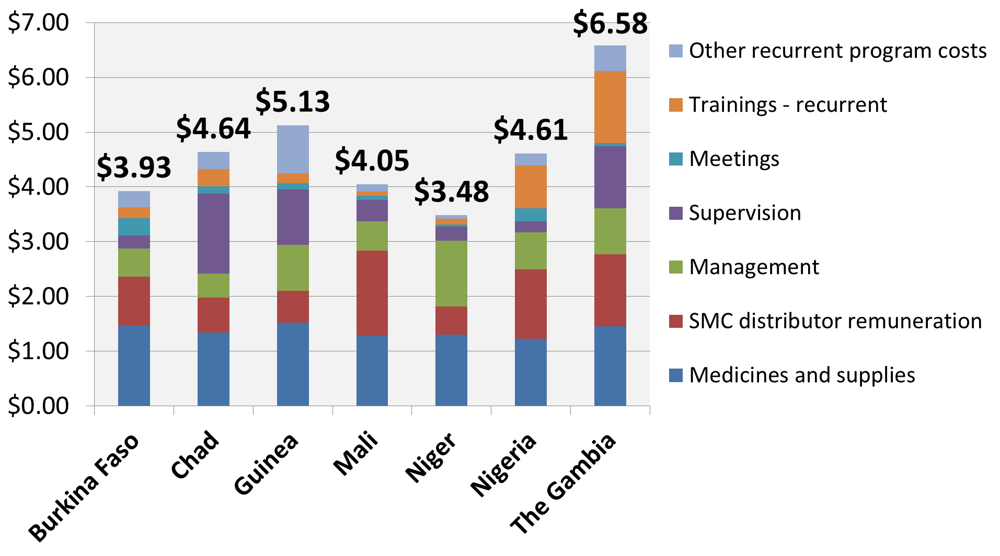 $7.00
$6.00
$5.00
$4.00
$3.00
$2.00
$1.00
$0.00
$3.93
$4.64
$5.13
$4.05
$3.48
$4.61
$6.58
Burkina Faso
Chad
Guinea
Mali
Niger
Nigeria
The Gambia
Other recurrent program costs
Trainings - recurrent
Meetings
Supervision
Management
SMC distributor remuneration
Medicines and supplies